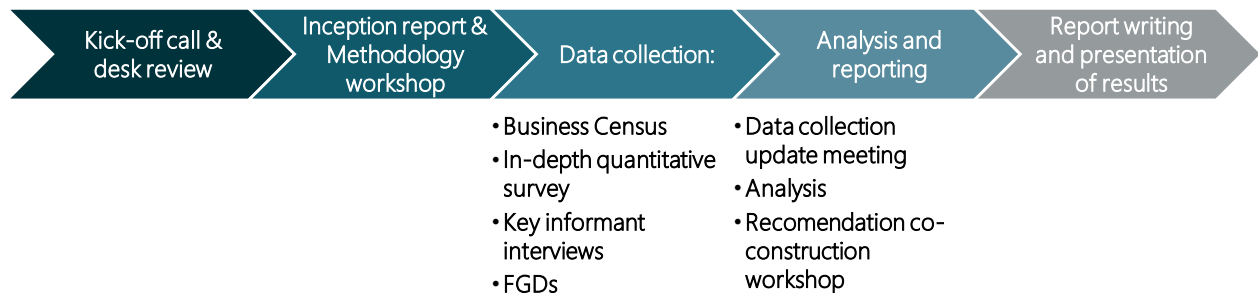 Kick-off call &
desk review
Inception report &
Methodology
workshop
Data collection:
Analysis and
reporting
Report writing
and presentation
of results
• Business Census
• In-depth quantitative
survey
• Key informant
interviews
• FGDs
• Data collection
update meeting
• Analysis
• Recomendation co-
construction
workshop